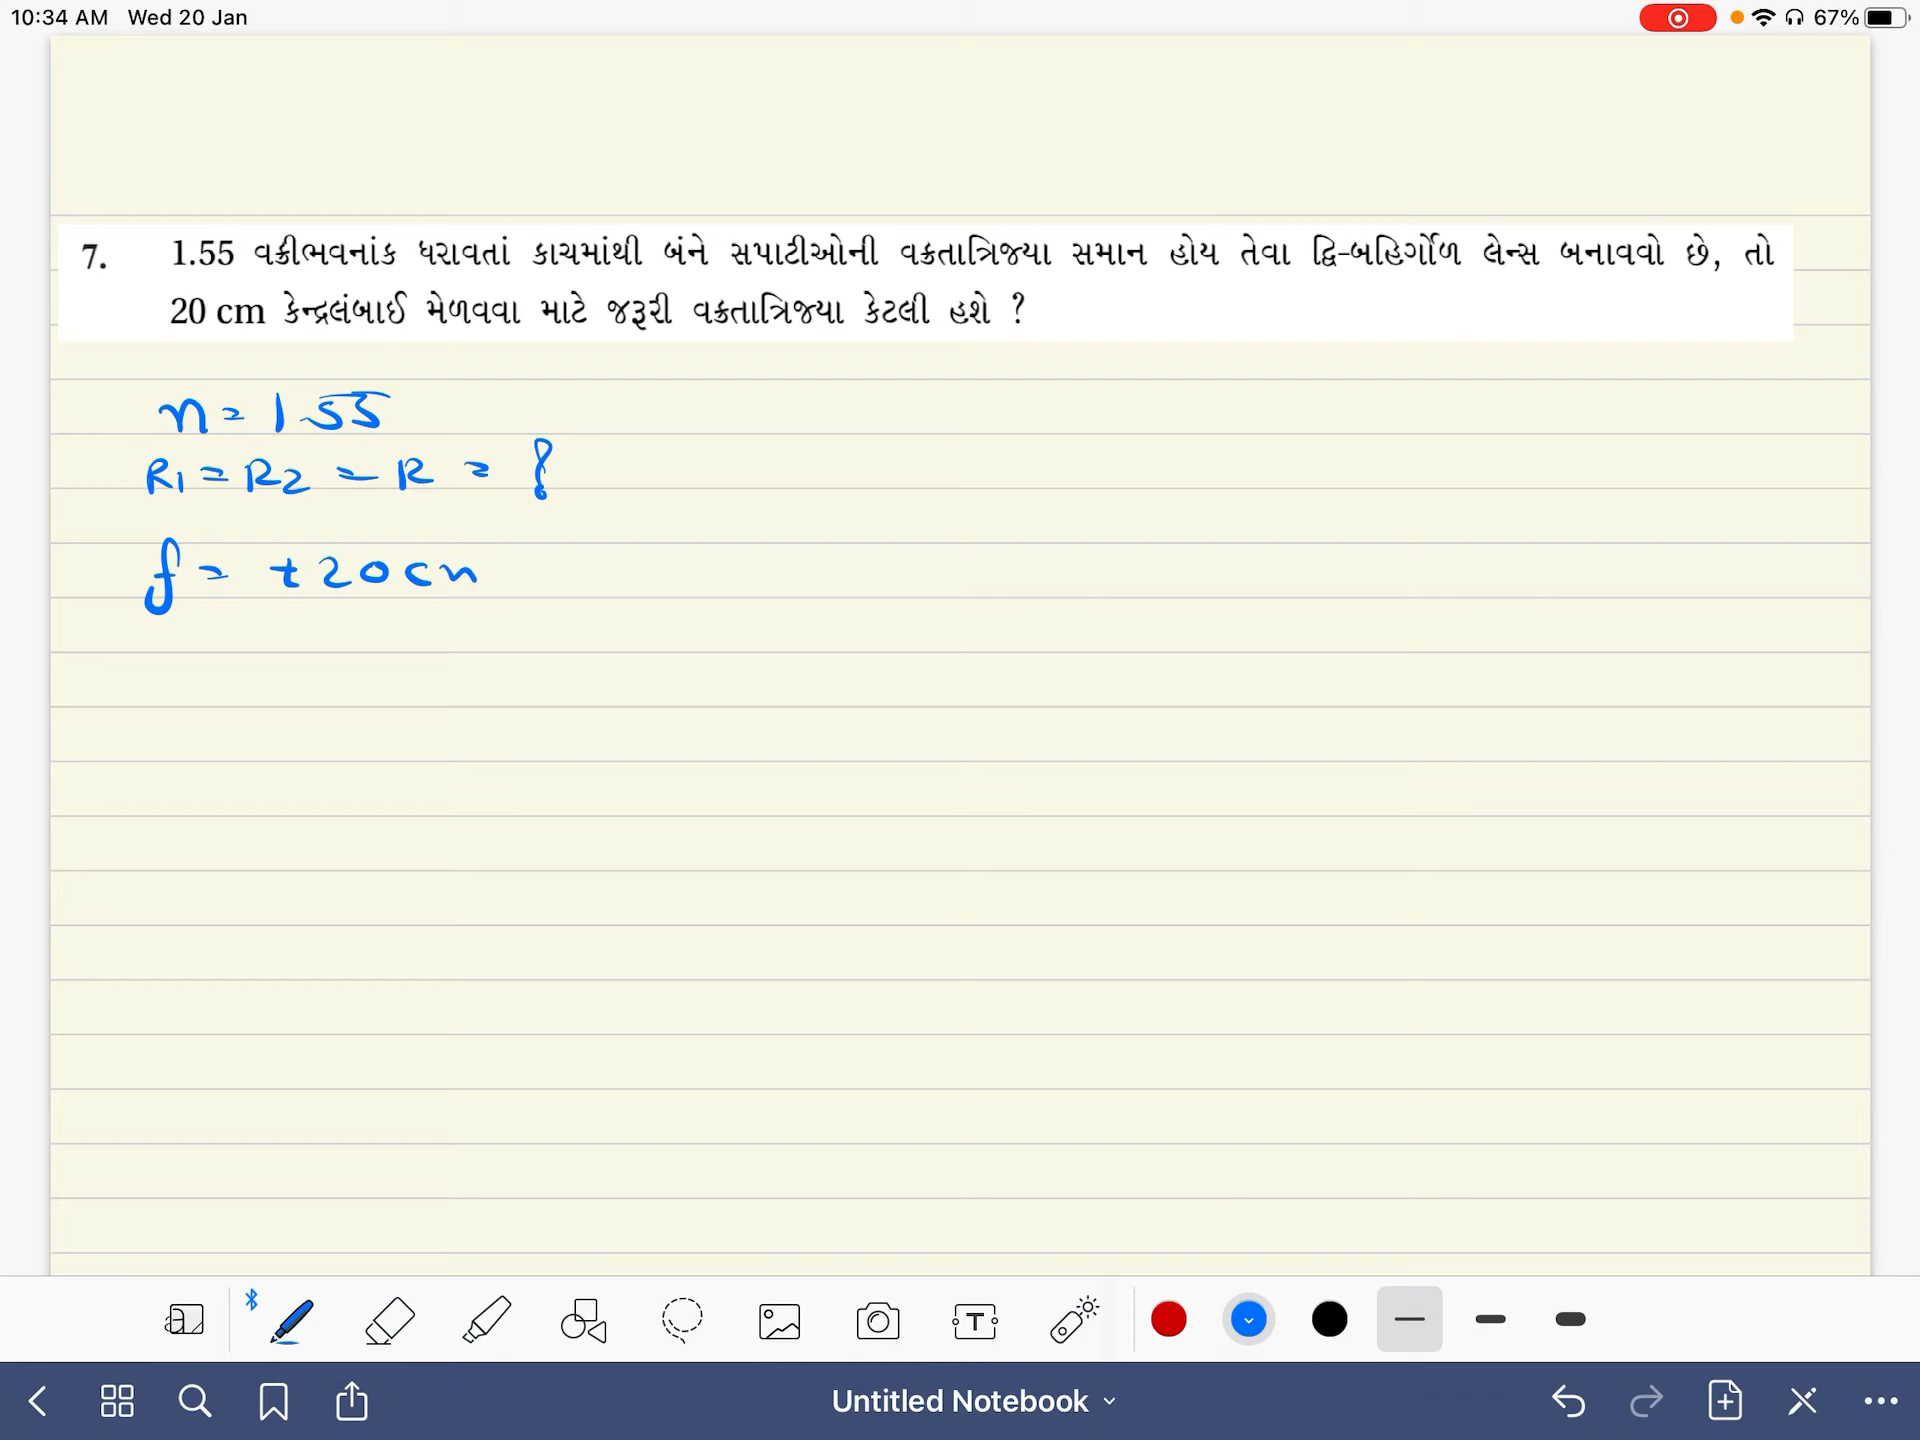 10:34 AM Wed 20 Jan
67%
7. 1.55 વક્રીભવનાંક ધરાવતાં કાચમાંથી બંને સપાટીઓની વક્રતાત્રિજ્યા સમાન હોય તેવા દ્વિ-બહિર્ગોળ લેન્સ બનાવવો છે, તો
20 cm કેન્દ્રલંબાઈ મેળવવા માટે જરૂરી વક્રતાત્રિજ્યા કેટલી હશે ?
n = 1.55
R1 = R2 = R = ?
f = +20 cm
Untitled Notebook